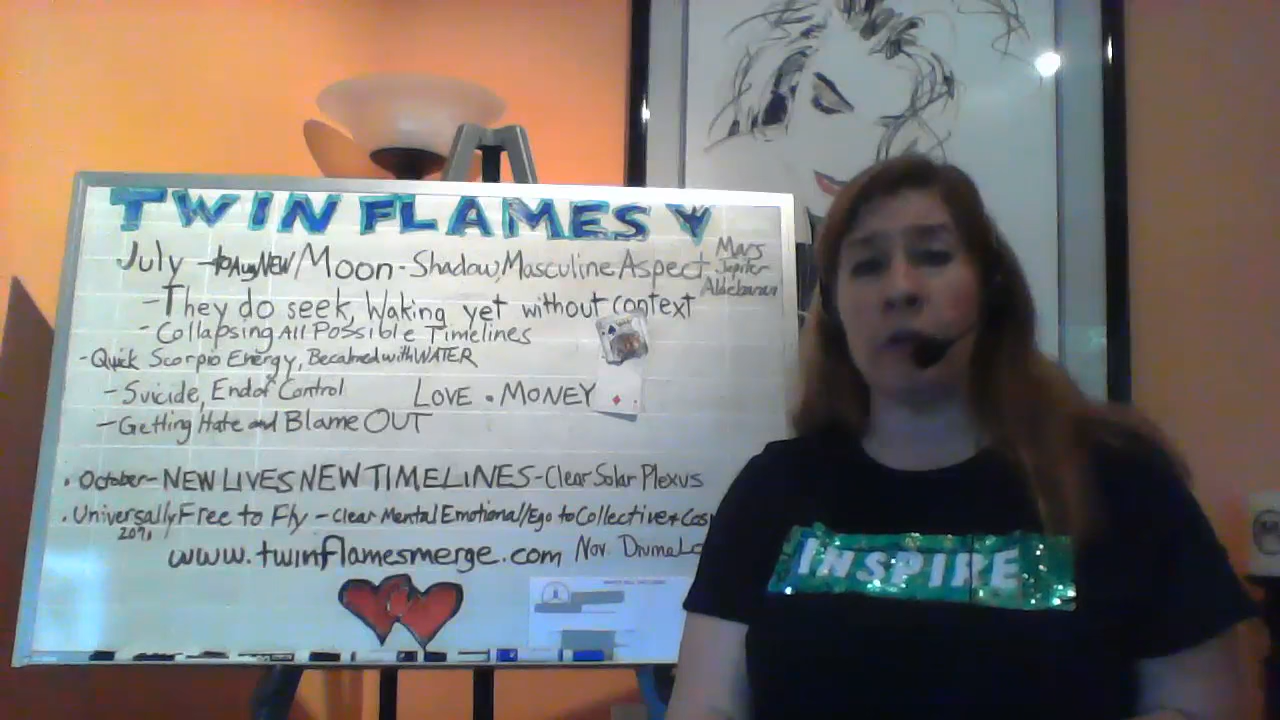 TWIN FLAMES
July to Aug NEW Moon - Shadow, Masculine Aspect
Mars
Jupiter
Aldebaran
- They do seek, Waking yet without context
- Collapsing All Possible Timelines
- Quick Scorpio Energy, Becalmed with WATER
- Suicide, End of Control
LOVE . MONEY
- Getting Hate and Blame OUT
. October - NEW LIVES NEW TIMELINES - Clear Solar Plexus
. Universally Free to Fly - Clear Mental Emotional/Ego to Collective +
www.twinflamesmerge.com Nov.
INSPIRE